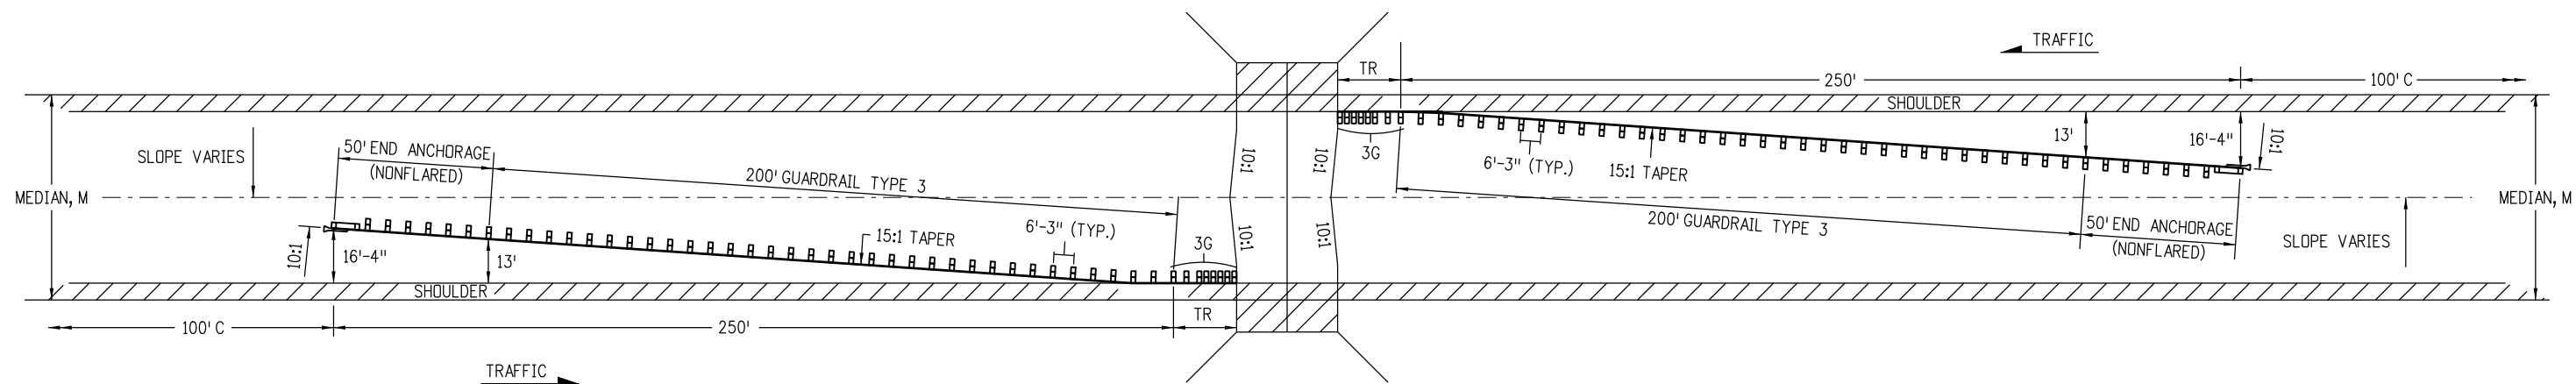 TRAFFIC
TR
250'
100' C
SHOULDER
50' END ANCHORAGE
(NONFLARED)
SLOPE VARIES
200' GUARDRAIL TYPE 3
10:1
10:1
3G
6'-3" (TYP.)
15:1 TAPER
13'
16'-4"
10:1
MEDIAN, M
MEDIAN, M
10:1
16'-4"
13'
15:1 TAPER
6'-3" (TYP.)
3G
10:1
10:1
200' GUARDRAIL TYPE 3
50' END ANCHORAGE
(NONFLARED)
SLOPE VARIES
SHOULDER
100' C
250'
TR
TRAFFIC